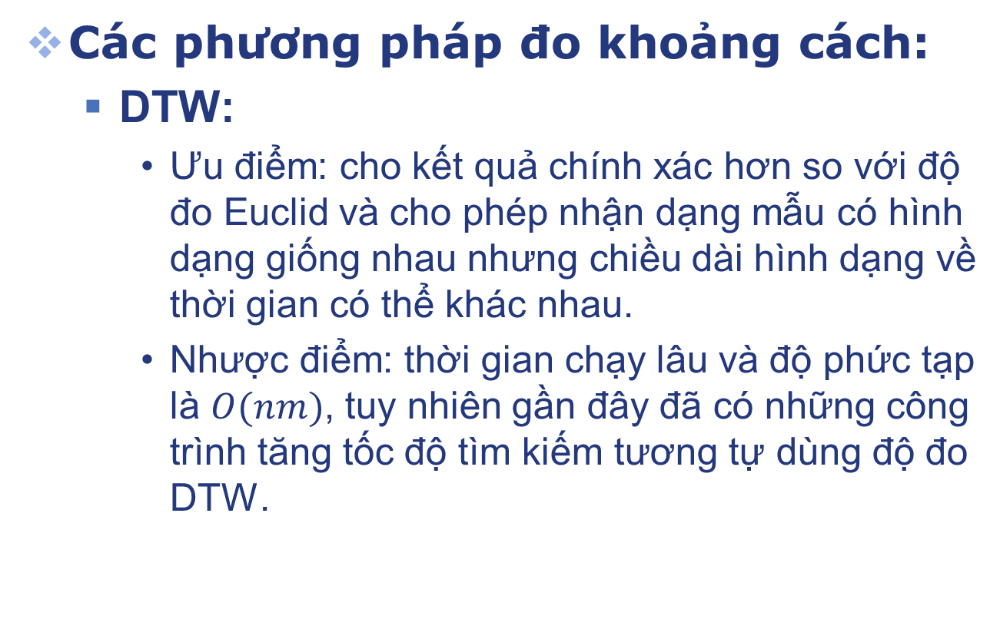 Các phương pháp đo khoảng cách:
DTW:
• Ưu điểm: cho kết quả chính xác hơn so với độ
đo Euclid và cho phép nhận dạng mẫu có hình
dạng giống nhau nhưng chiều dài hình dạng về
thời gian có thể khác nhau.
• Nhược điểm: thời gian chạy lâu và độ phức tạp
là O(nm), tuy nhiên gần đây đã có những công
trình tăng tốc độ tìm kiếm tương tự dùng độ đo
DTW.